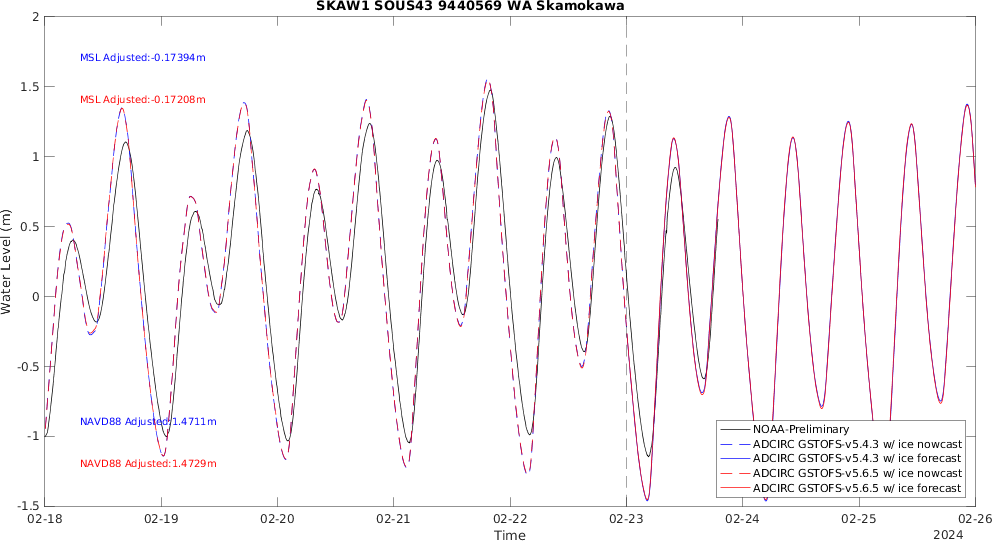 SKAW1 SOUS43 9440569 WA Skamokawa
2
1.5
1
0.5
0
-0.5
-1
-1.5
Water Level (m)
MSL Adjusted:-0.17394m
MSL Adjusted:-0.17208m
NAVD88 Adjusted:1.4711m
NAVD88 Adjusted:1.4729m
NOAA-Preliminary
ADCIRC GSTOFS-v5.4.3 w/ ice nowcast
ADCIRC GSTOFS-v5.4.3 w/ ice forecast
ADCIRC GSTOFS-v5.6.5 w/ ice nowcast
ADCIRC GSTOFS-v5.6.5 w/ ice forecast
02-18 02-19 02-20 02-21 02-22 02-23 02-24 02-25 02-26
Time
2024